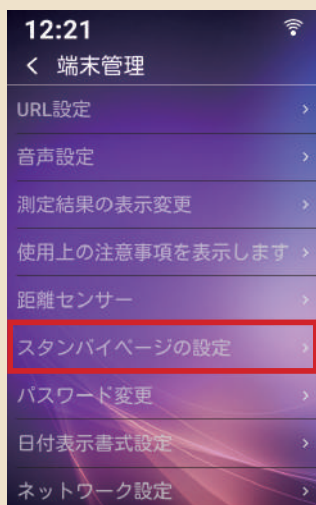 12:21
< 端末管理
URL設定 >
音声設定 >
測定結果の表示変更 >
使用上の注意事項を表示します >
距離センサー >
スタンバイページの設定 >
パスワード変更 >
日付表示書式設定 >
ネットワーク設定 >